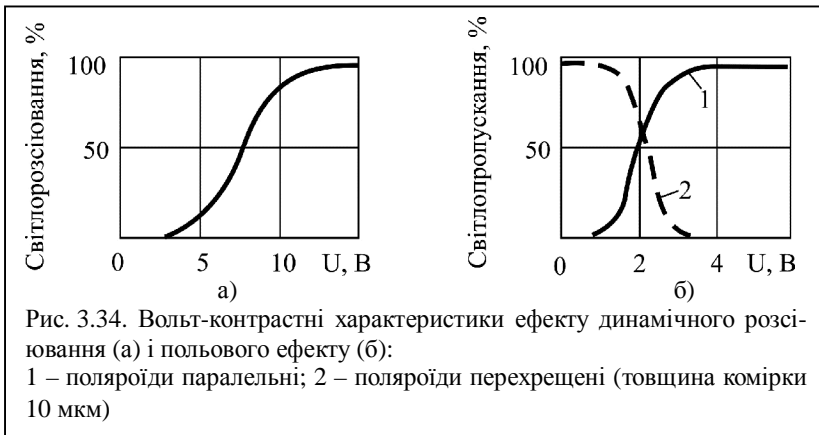 Світлорозсіювання, %
100
50
0
5
10
U, В
а)
Світлопропускання, %
100
50
1
2
0
2
4
U, В
б)
Рис. 3.34. Вольт-контрастні характеристики ефекту динамічного розсі-
ювання (а) і польового ефекту (б):
1 – поляроїди паралельні; 2 – поляроїди перехрещені (товщина комірки
10 мкм)